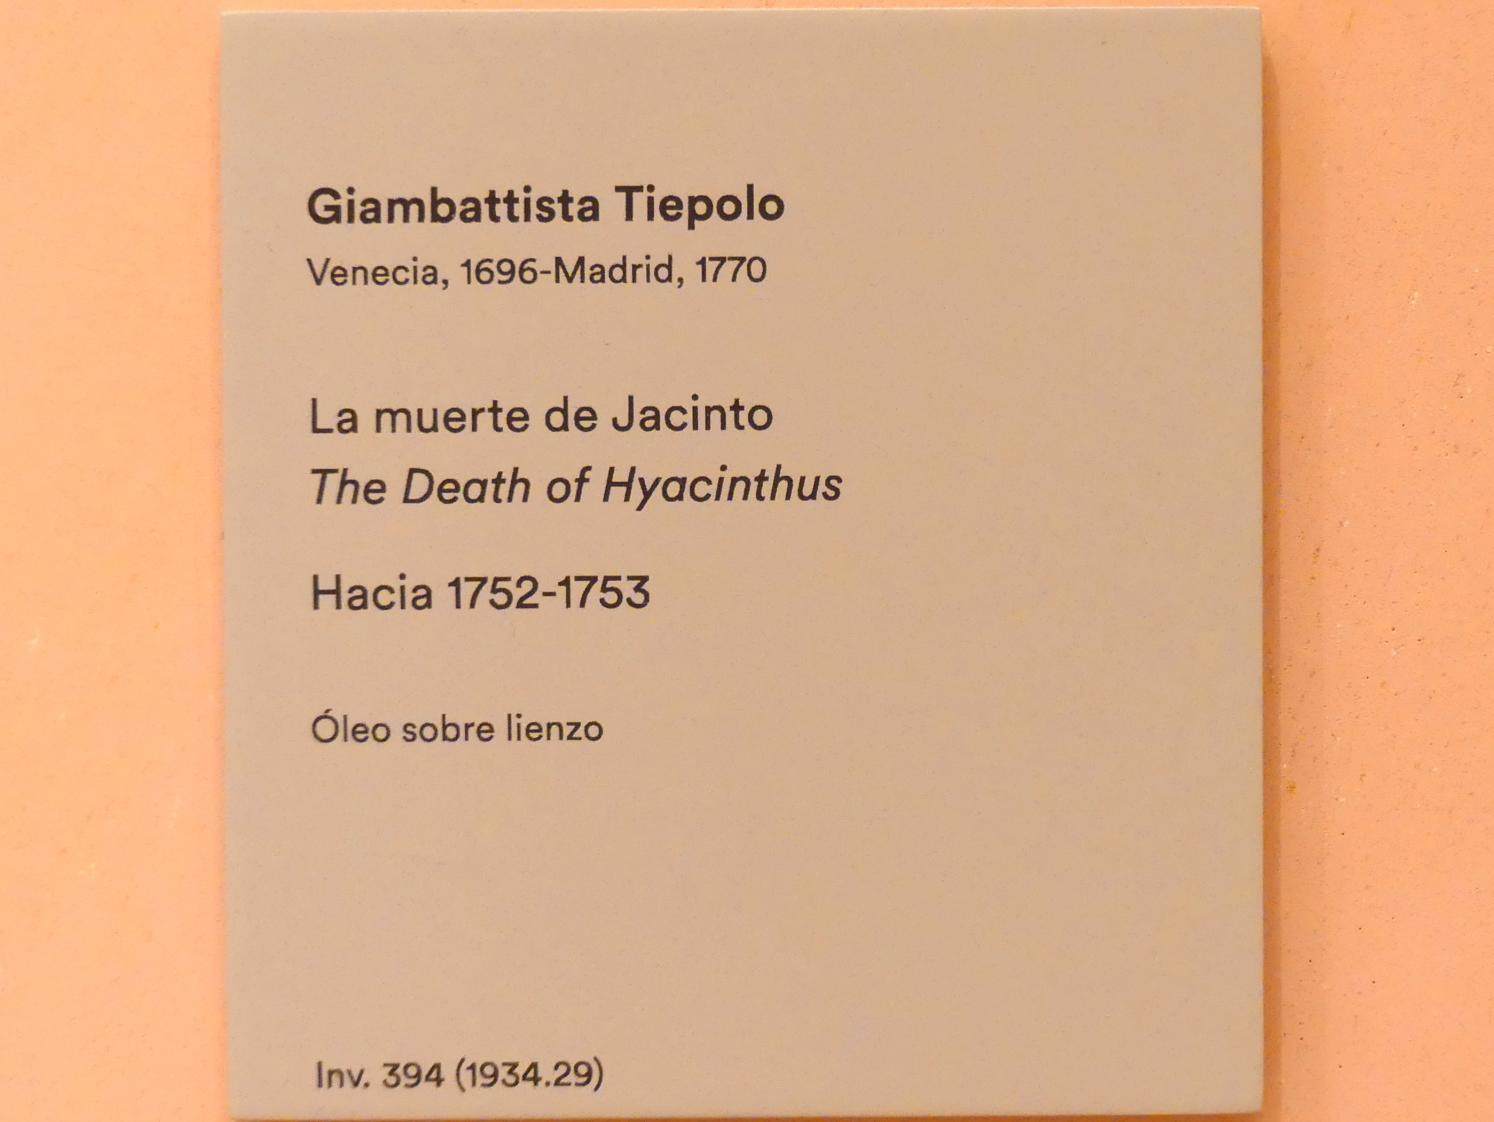 Giambattista Tiepolo
Venecia, 1696-Madrid, 1770
La muerte de Jacinto
The Death of Hyacinthus
Hacia 1752-1753
Óleo sobre lienzo
Inv. 394 (1934.29)